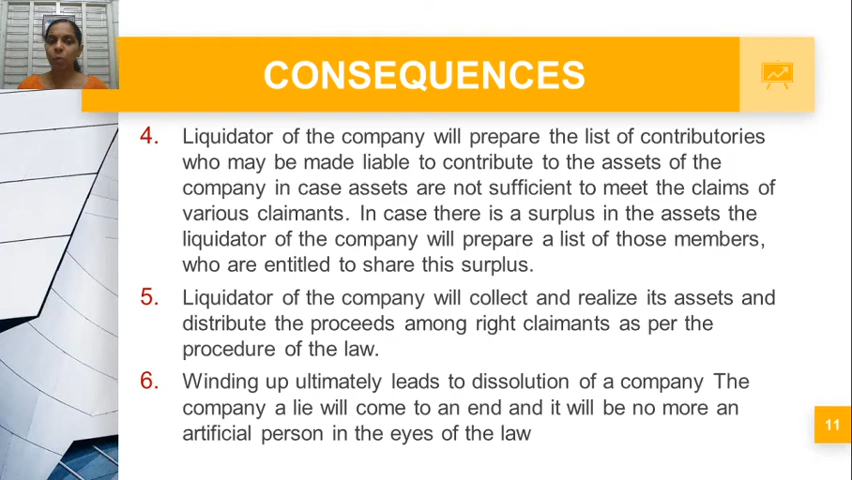 CONSEQUENCES
4. Liquidator of the company will prepare the list of contributories
who may be made liable to contribute to the assets of the
company in case assets are not sufficient to meet the claims of
various claimants. In case there is a surplus in the assets the
liquidator of the company will prepare a list of those members,
who are entitled to share this surplus.
5. Liquidator of the company will collect and realize its assets and
distribute the proceeds among right claimants as per the
procedure of the law.
6. Winding up ultimately leads to dissolution of a company The
company a lie will come to an end and it will be no more an
artificial person in the eyes of the law
11